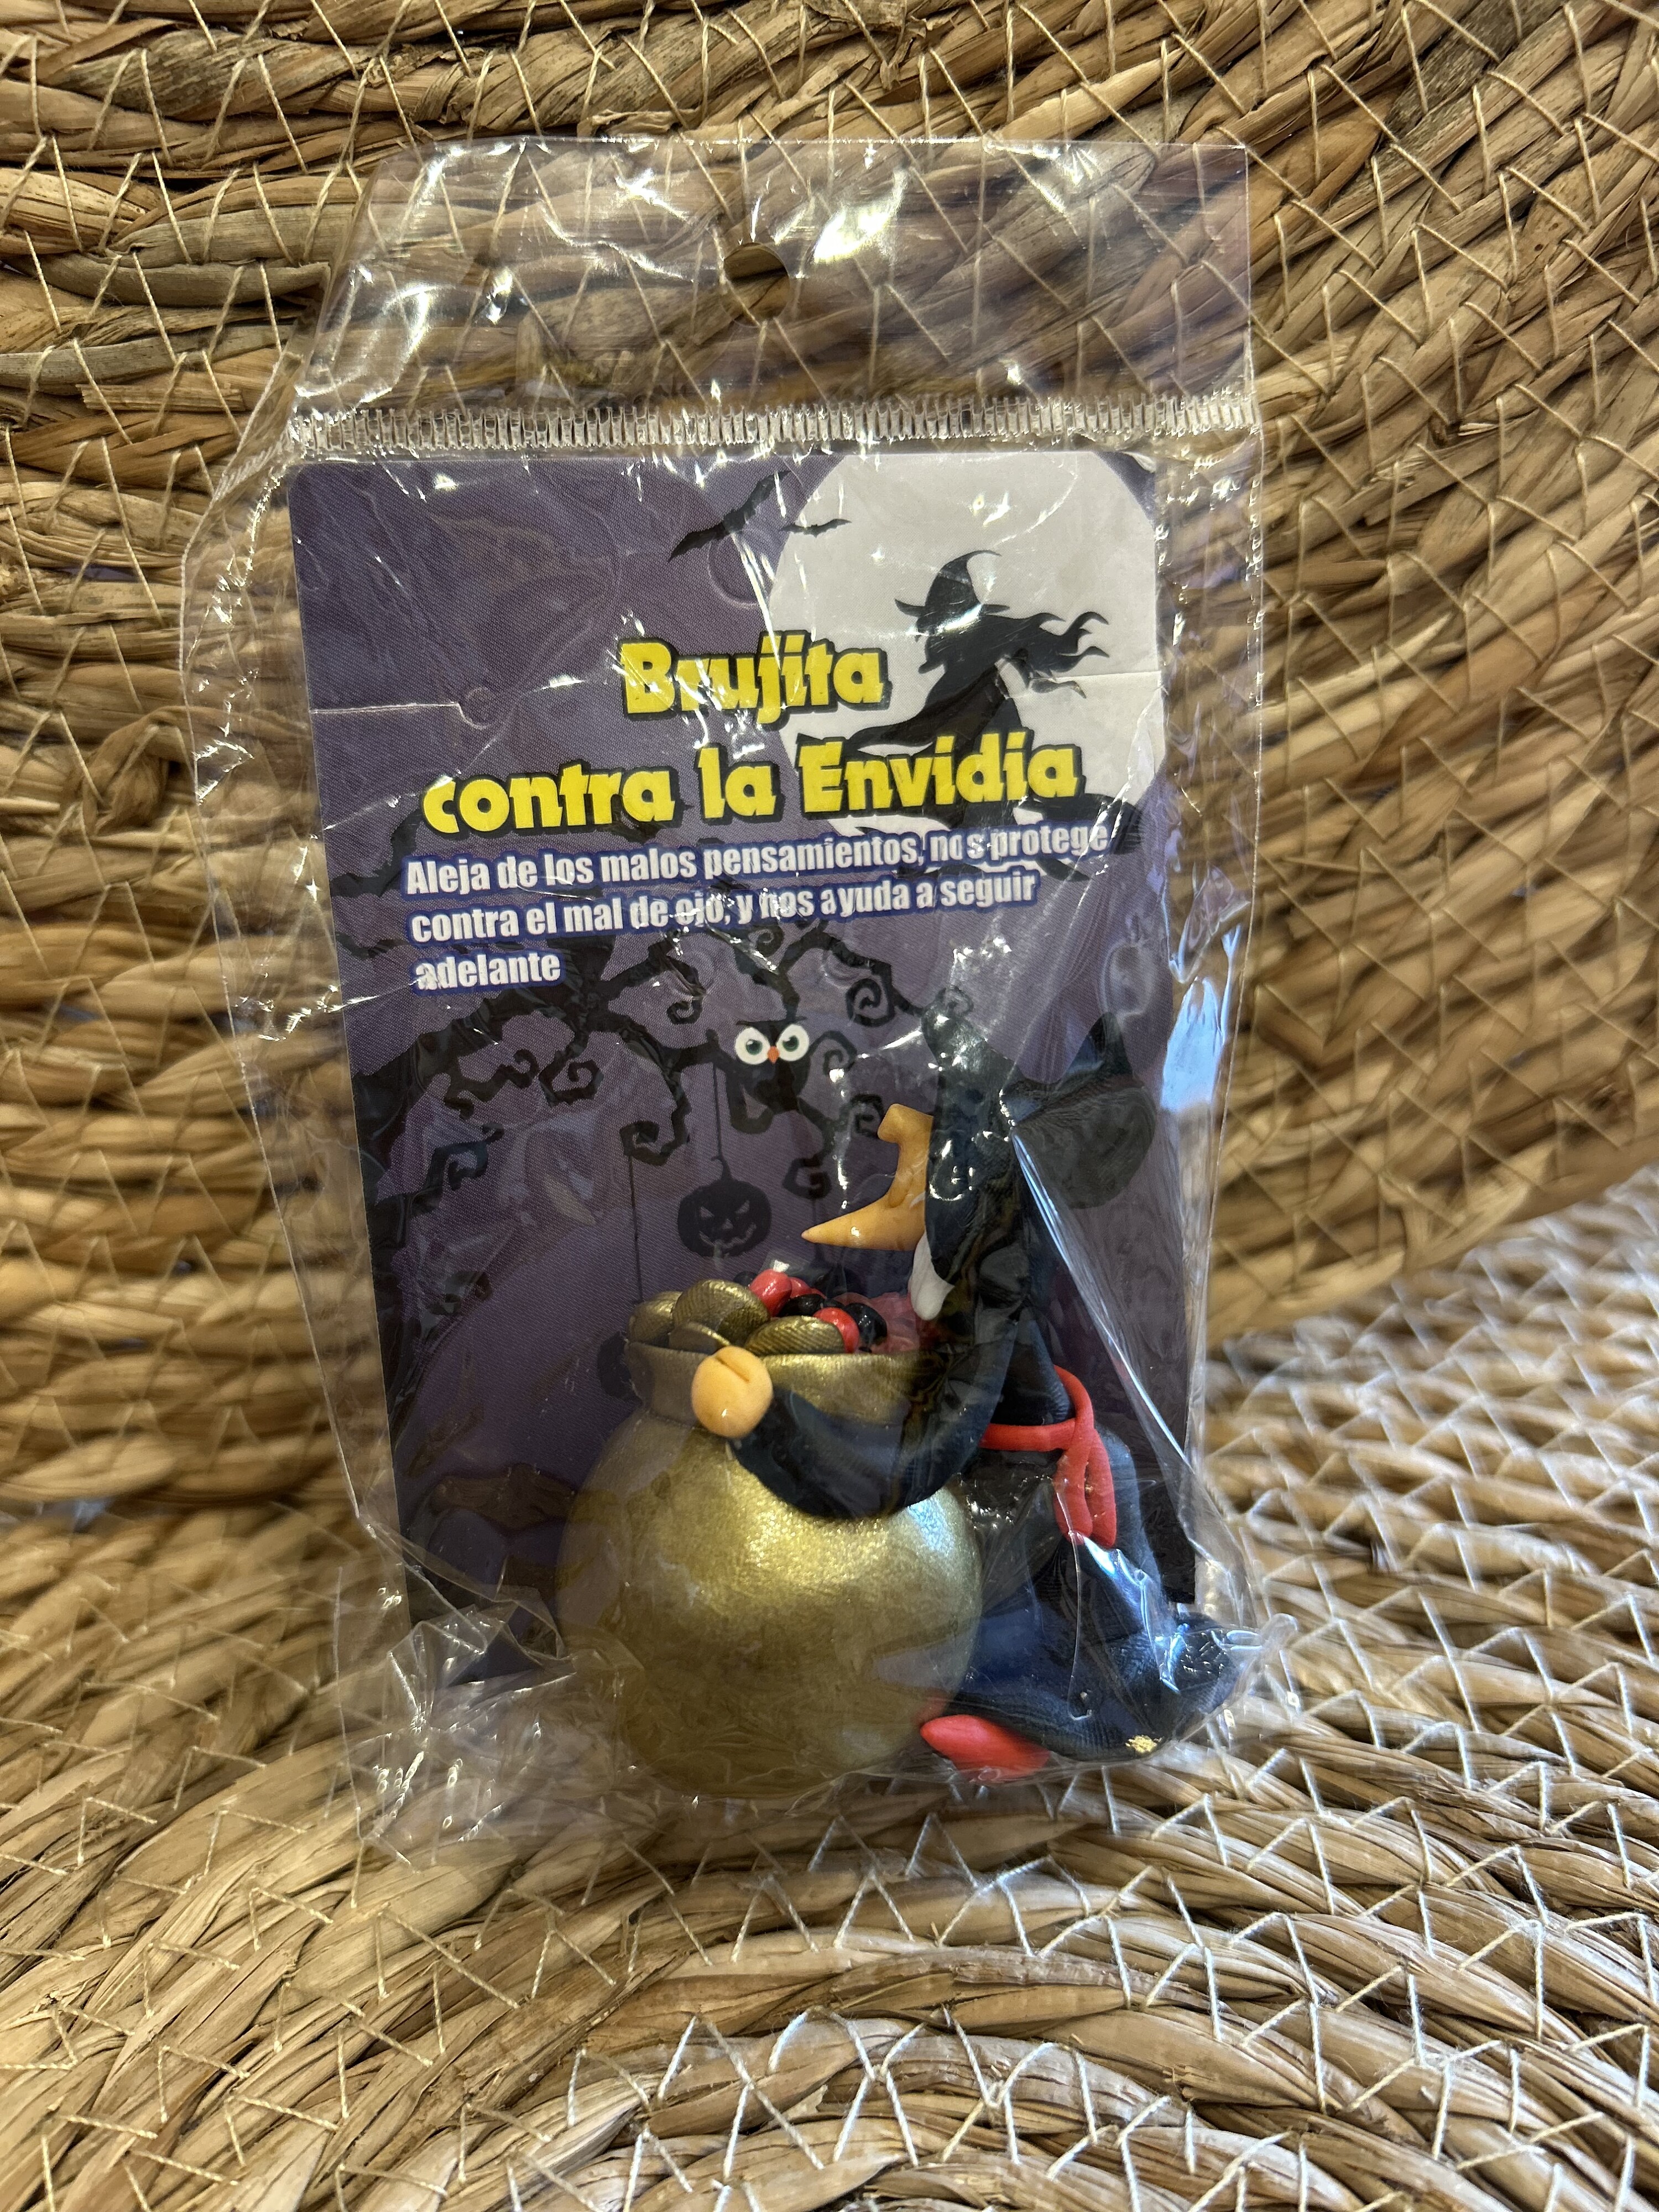 Brujita
contra la Envidia
Aleja de los malos pensamientos, nos protege
contra el mal de ojo, y nos ayuda a seguir
adelante